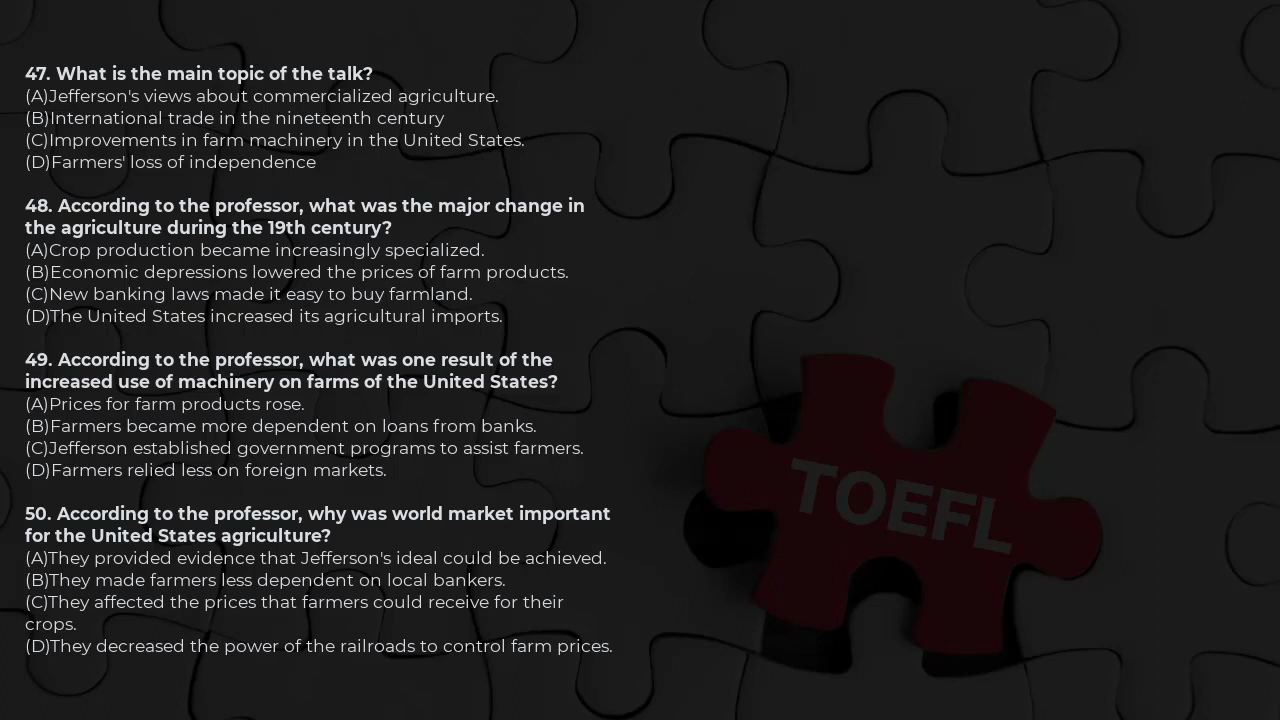 47. What is the main topic of the talk?
(A)Jefferson's views about commercialized agriculture.
(B)International trade in the nineteenth century
(C)Improvements in farm machinery in the United States.
(D)Farmers' loss of independence
48. According to the professor, what was the major change in
the agriculture during the 19th century?
(A)Crop production became increasingly specialized.
(B)Economic depressions lowered the prices of farm products.
(C)New banking laws made it easy to buy farmland.
(D)The United States increased its agricultural imports.
49. According to the professor, what was one result of the
increased use of machinery on farms of the United States?
(A)Prices for farm products rose.
(B)Farmers became more dependent on loans from banks.
(C)Jefferson established government programs to assist farmers.
(D)Farmers relied less on foreign markets.
50. According to the professor, why was world market important
for the United States agriculture?
(A)They provided evidence that Jefferson's ideal could be achieved.
(B)They made farmers less dependent on local bankers.
(C)They affected the prices that farmers could receive for their
crops.
(D)They decreased the power of the railroads to control farm prices.
TOEFL